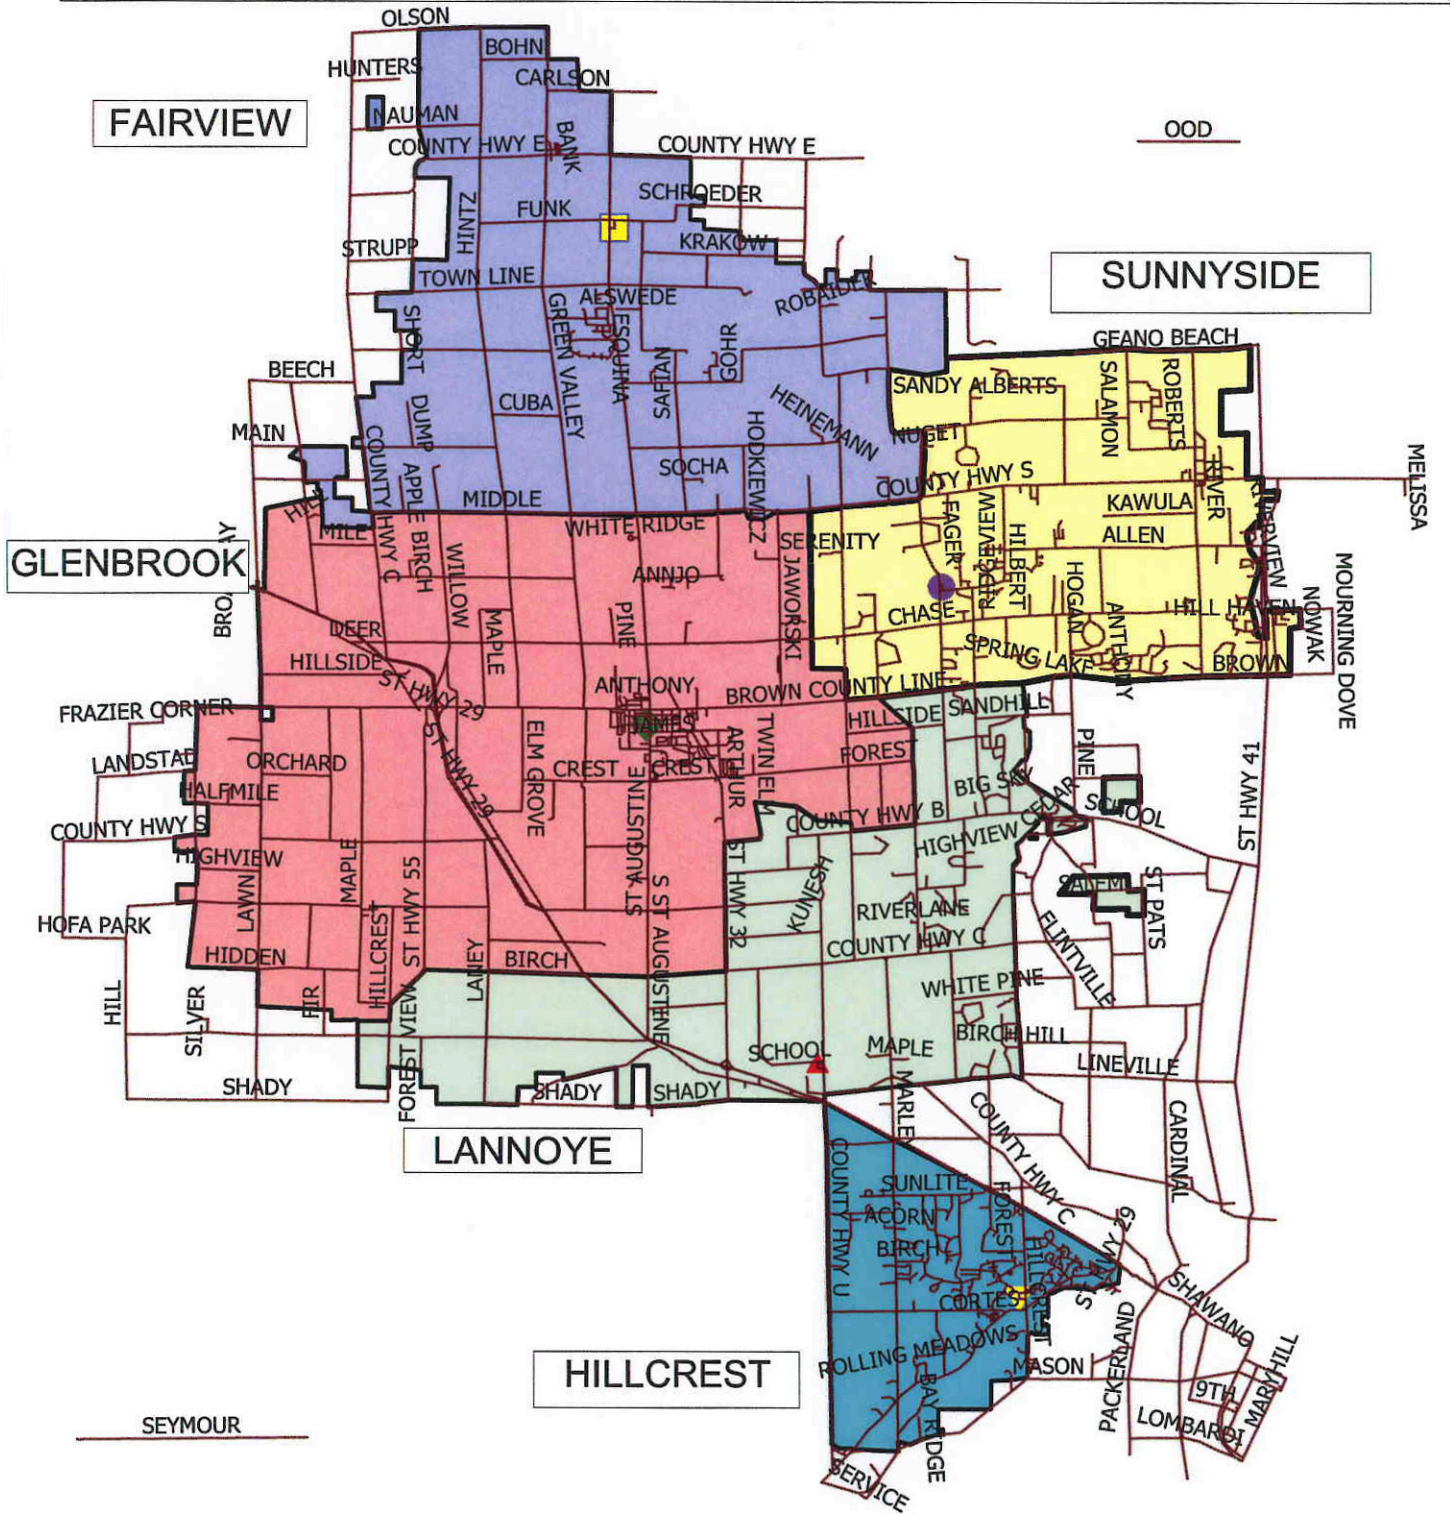 OLSON
BOHN
HUNTERS
CARLSON
NAUMAN
FAIRVIEW
BANK
OOD
COUNTY HWY E
COUNTY HWY E
SCHROEDER
FUNK
HINTZ
STRUPP
KRAKOW
TOWN LINE
SUNNYSIDE
ALSWEDE
ROBAIDEK
SHORT
GREEN VALLEY
ESQUINA
GOHR
GEANO BEACH
BEECH
SAFIAN
SANDY ALBERTS
SALAMON
ROBERTS
CUBA
DUMP
HEINEMANN
MAIN
COUNTY HWY C
HODKIEWICZ
NUGET
SOCHA
COUNTY HWY S
MELISSA
APPLE BIRCH
MIDDLE
RIVER
KAWULA
HILL
WHITE RIDGE
FAGER
RIDGEVIEW
HILBERT
RIVERVIEW
MILE
SERENITY
ALLEN
GLENBROOK
WILLOW
ANNJO
JAWORSKI
HOGAN
MOURNING DOVE
NOWAK
MAPLE
PINE
CHASE
HILL HAVEN
ANTHONY
DEER
SPRING LAKE
HILLSIDE
BROWN
ST HWY 29
ANTHONY
BROWN COUNTY LINE
FRAZIER CORNER
JAMES
HILLSIDE
SANDHILL
ST HWY 29
ELM GROVE
ARTHUR
TWIN ELM
FOREST
PINE
ST HWY 41
LANDSTAD
ORCHARD
CREST
CREST
BIG SKY
HALFMILE
CEDAR
SCHOOL
COUNTY HWY S
COUNTY HWY B
HIGHVIEW
HIGHVIEW
MAPLE
ST HWY 55
ST AUGUSTINE
ST HWY 32
KUNESH
SALEM
ST PATS
LAWN
S ST AUGUSTINE
RIVERLANE
HOFA PARK
FLINTVILLE
HIDDEN
HILLCREST
LANEY
BIRCH
COUNTY HWY C
HILL
SILVER
FIR
FOREST VIEW
WHITE PINE
BIRCH HILL
SCHOOL
MAPLE
LINEVILLE
SHADY
SHADY
SHADY
MARLEY
COUNTY HWY C
CARDINAL
LANNOYE
COUNTY HWY U
SUNLITE
FOREST
ACORN
BIRCH
HILLCREST
ST HWY 29
CORTES
SHAWANO
ROLLING MEADOWS
PACKERLAND
HILLCREST
MASON
BAY RIDGE
9TH
MARYHILL
SEYMOUR
LOMBARDI
SERVICE